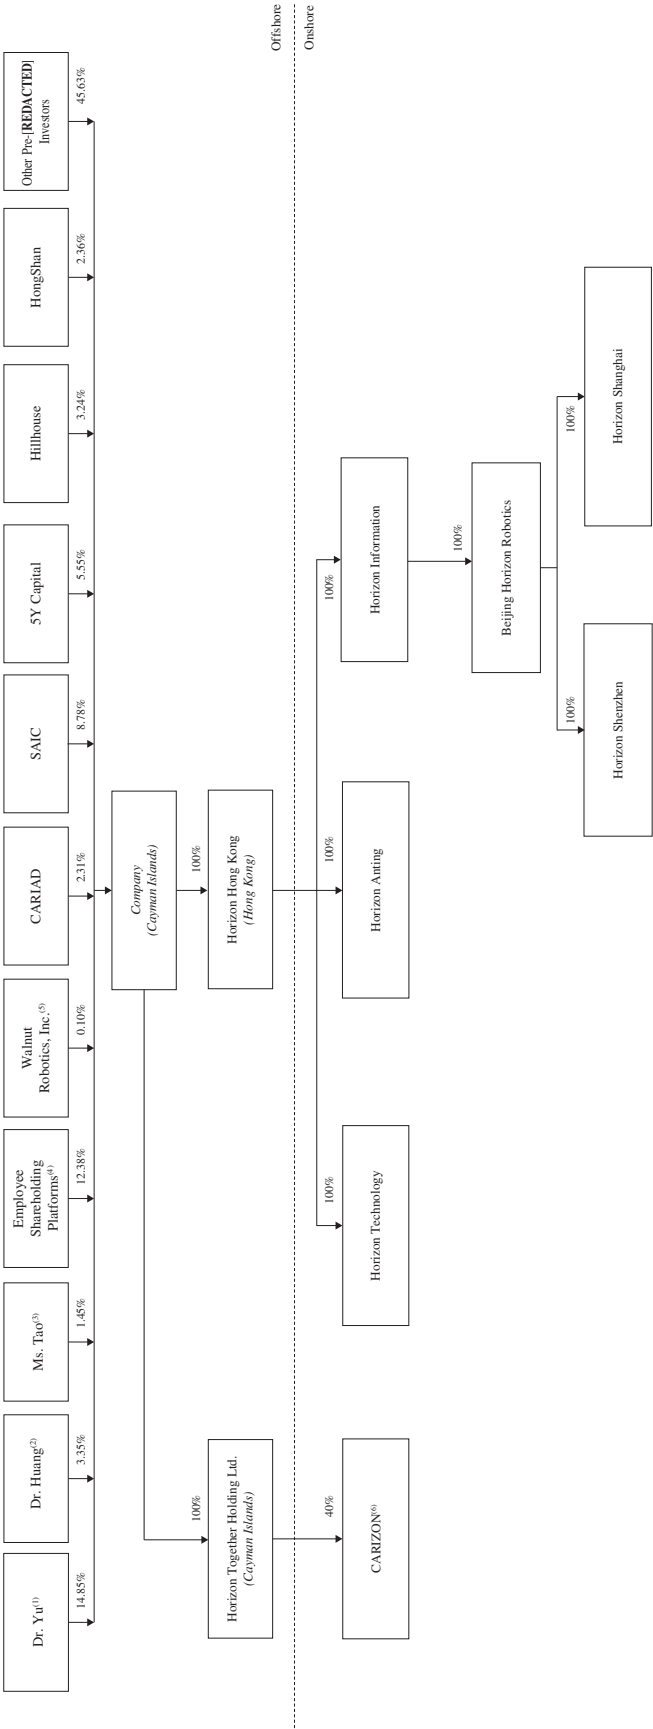 Dr. Yu(1)
14.85%
Dr. Huang(2)
3.35%
Ms. Tao(3)
1.45%
Employee
Shareholding
Platforms(4)
12.38%
Walnut
Robotics, Inc.(5)
0.10%
CARIAD
2.31%
SAIC
8.78%
5Y Capital
5.55%
Hillhouse
3.24%
HongShan
2.36%
Other Pre-[REDACTED]
Investors
45.63%
Company
(Cayman Islands)
100%
Horizon Together Holding Ltd.
(Cayman Islands)
100%
Horizon Hong Kong
(Hong Kong)
Offshore
Onshore
40%
CARIZON(6)
100%
Horizon Technology
100%
Horizon Anting
100%
Horizon Information
100%
Beijing Horizon Robotics
100%
Horizon Shenzhen
100%
Horizon Shanghai